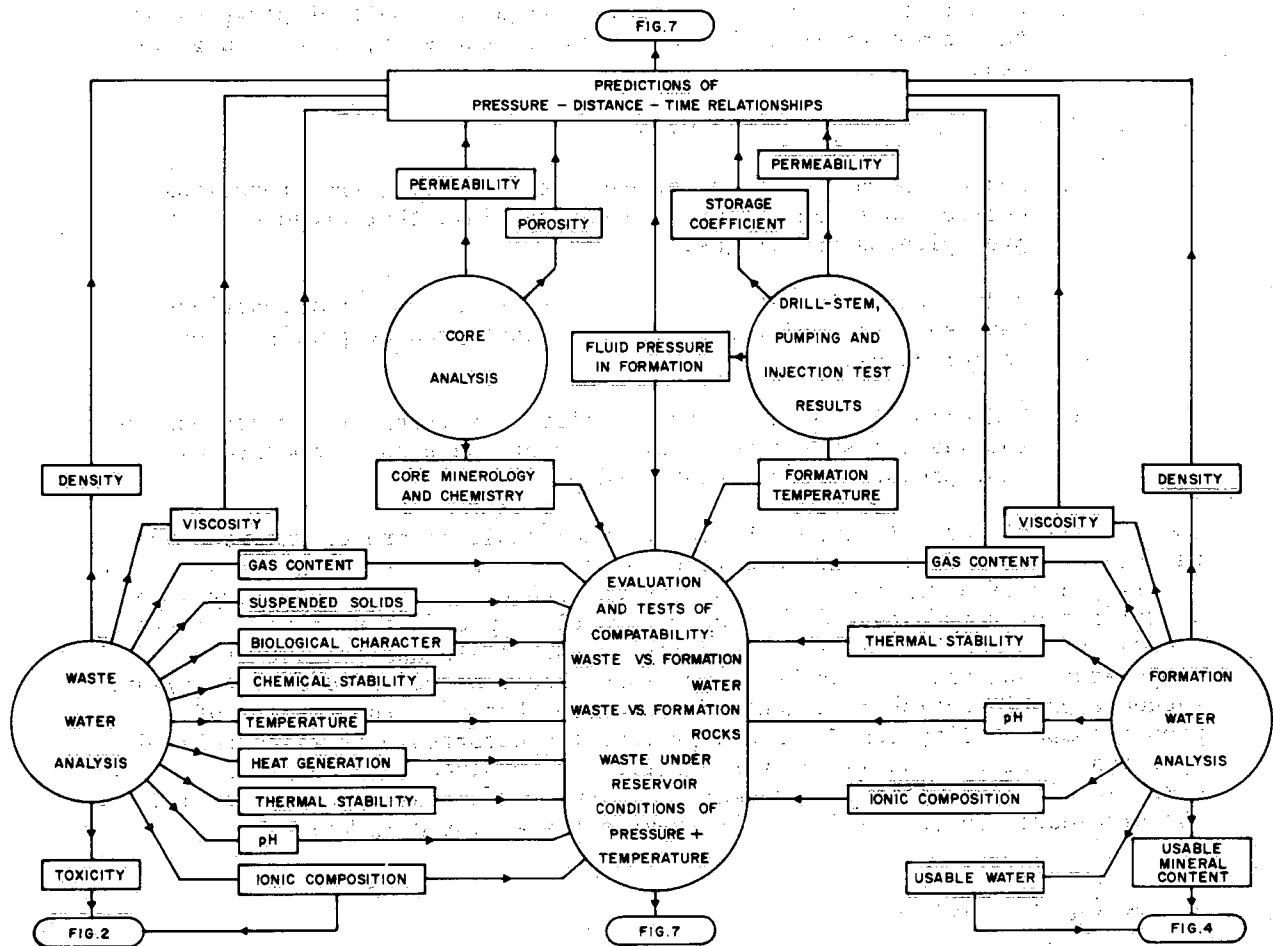 FIG.7
PREDICTIONS OF
PRESSURE – DISTANCE – TIME RELATIONSHIPS
PERMEABILITY
POROSITY
STORAGE
COEFFICIENT
PERMEABILITY
CORE
ANALYSIS
FLUID PRESSURE
IN FORMATION
DRILL-STEM,
PUMPING AND
INJECTION TEST
RESULTS
DENSITY
CORE MINEROLOGY
AND CHEMISTRY
FORMATION
TEMPERATURE
DENSITY
VISCOSITY
VISCOSITY
GAS CONTENT
SUSPENDED SOLIDS
BIOLOGICAL CHARACTER
CHEMICAL STABILITY
TEMPERATURE
HEAT GENERATION
THERMAL STABILITY
pH
IONIC COMPOSITION
WASTE
WATER
ANALYSIS
TOXICITY
FIG.2
EVALUATION
AND TESTS OF
COMPATABILITY:
WASTE VS. FORMATION
WATER
WASTE VS. FORMATION
ROCKS
WASTE UNDER
RESERVOIR
CONDITIONS OF
PRESSURE +
TEMPERATURE
FIG.7
GAS CONTENT
THERMAL STABILITY
pH
IONIC COMPOSITION
FORMATION
WATER
ANALYSIS
USABLE WATER
USABLE
MINERAL
CONTENT
FIG.4